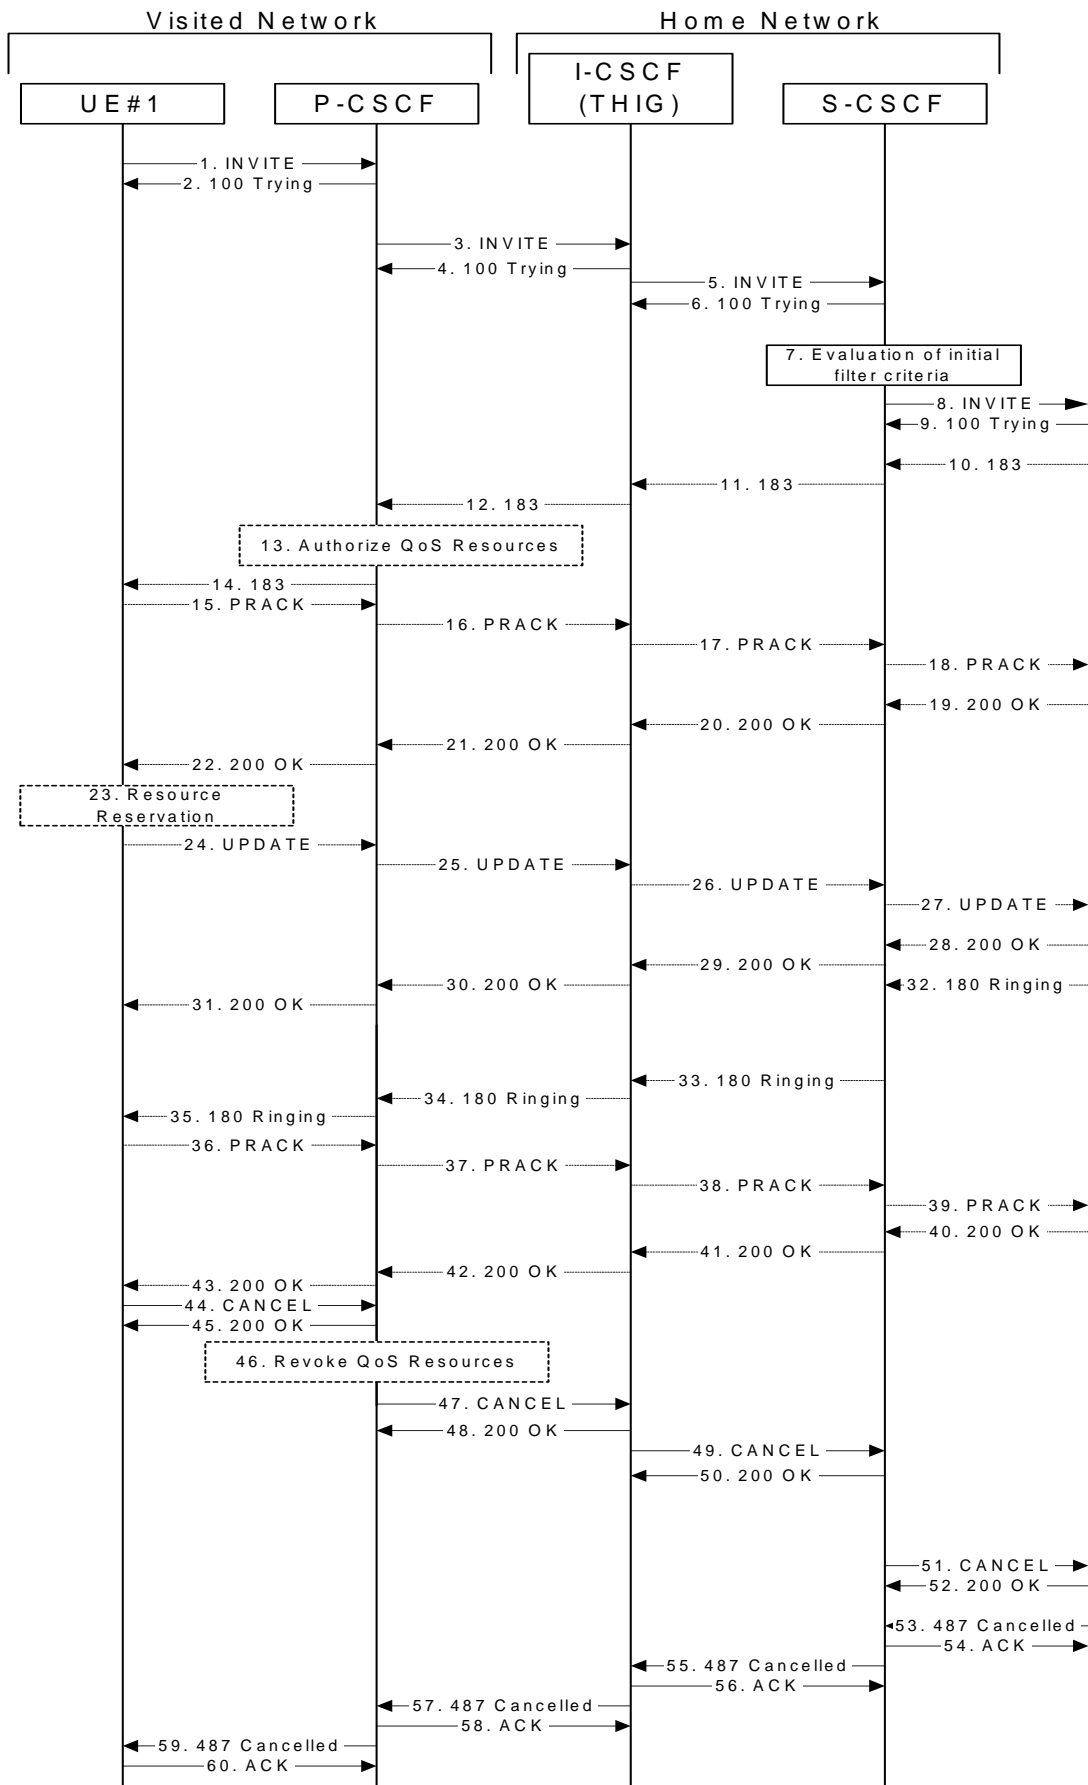 Visited Network
Home Network
UE#1
P-CSCF
I-CSCF
(THIG)
S-CSCF
1. INVITE
2. 100 Trying
3. INVITE
4. 100 Trying
5. INVITE
6. 100 Trying
7. Evaluation of initial
filter criteria
8. INVITE
9. 100 Trying
10. 183
11. 183
12. 183
13. Authorize QoS Resources
14. 183
15. PRACK
16. PRACK
17. PRACK
18. PRACK
19. 200 OK
20. 200 OK
21. 200 OK
22. 200 OK
23. Resource
Reservation
24. UPDATE
25. UPDATE
26. UPDATE
27. UPDATE
28. 200 OK
29. 200 OK
30. 200 OK
31. 200 OK
32. 180 Ringing
33. 180 Ringing
34. 180 Ringing
35. 180 Ringing
36. PRACK
37. PRACK
38. PRACK
39. PRACK
40. 200 OK
41. 200 OK
42. 200 OK
43. 200 OK
44. CANCEL
45. 200 OK
46. Revoke QoS Resources
47. CANCEL
48. 200 OK
49. CANCEL
50. 200 OK
51. CANCEL
52. 200 OK
53. 487 Cancelled
54. ACK
55. 487 Cancelled
56. ACK
57. 487 Cancelled
58. ACK
59. 487 Cancelled
60. ACK